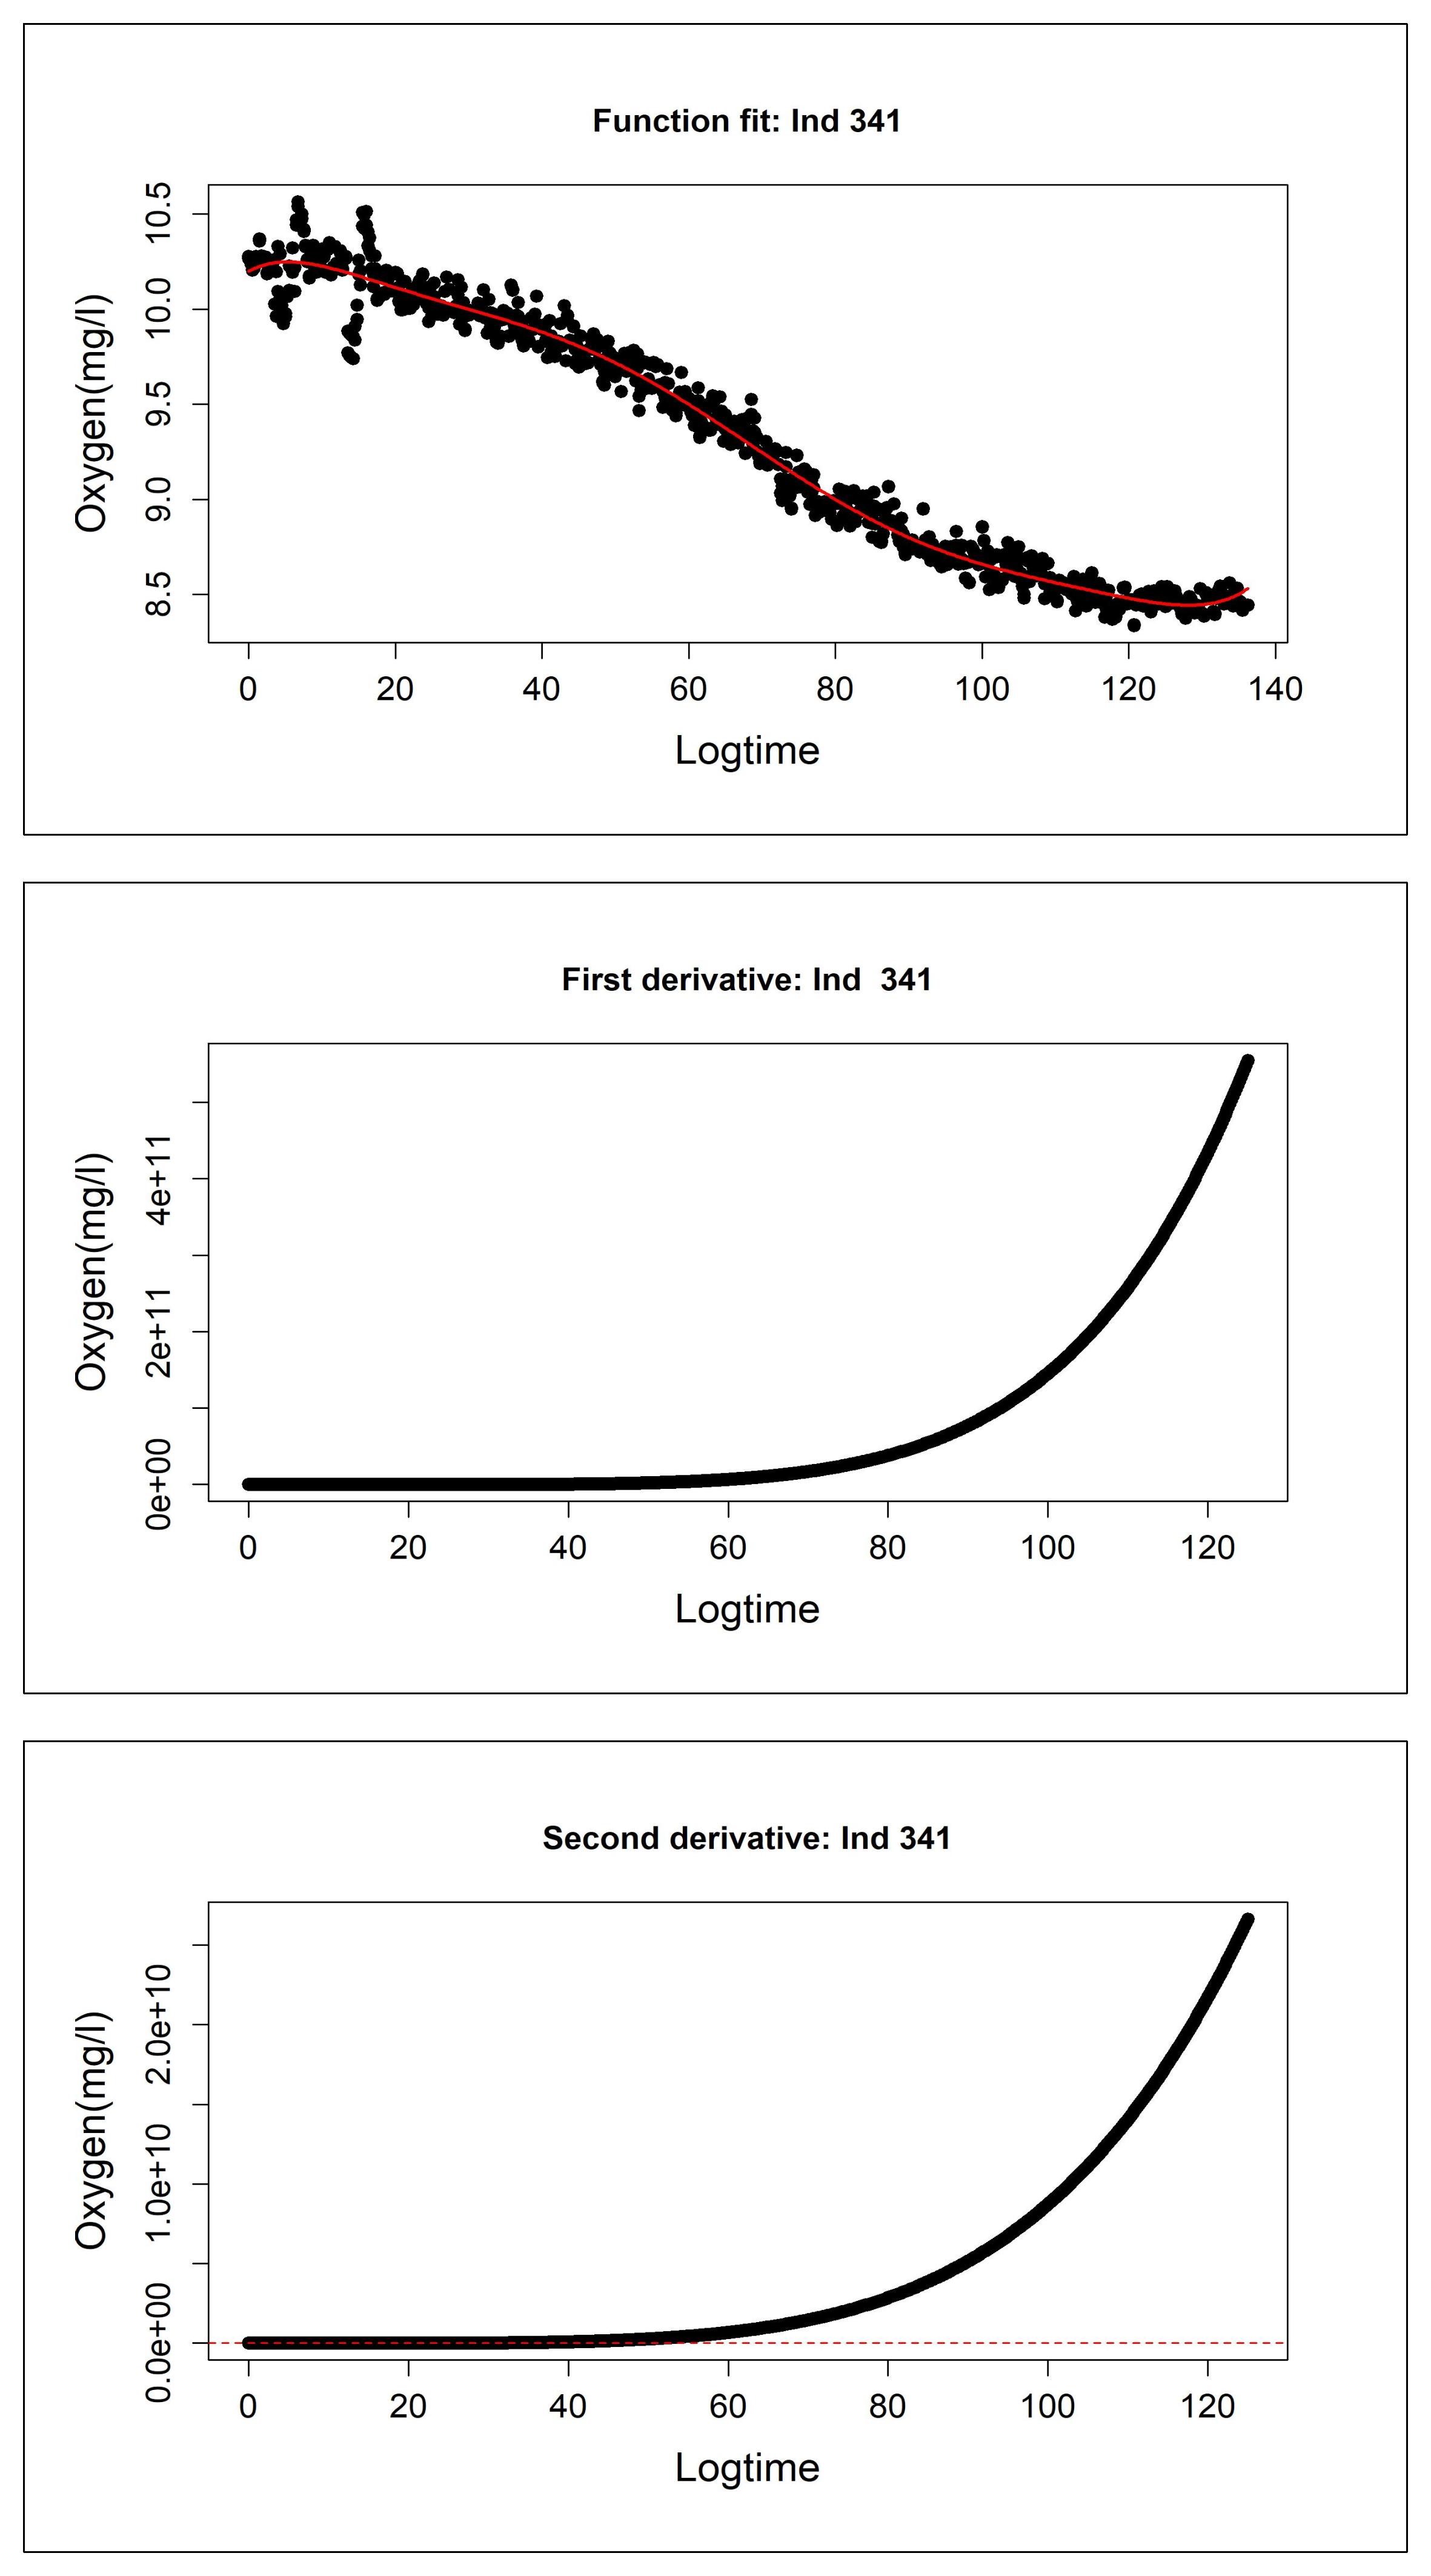 Function fit: Ind 341
Oxygen(mg/l)
10.5
10.0
9.5
9.0
8.5
0 20 40 60 80 100 120 140
Logtime
First derivative: Ind  341
Oxygen(mg/l)
4e+11
2e+11
0e+00
0 20 40 60 80 100 120
Logtime
Second derivative: Ind 341
Oxygen(mg/l)
2.0e+10
1.0e+10
0.0e+00
0 20 40 60 80 100 120
Logtime